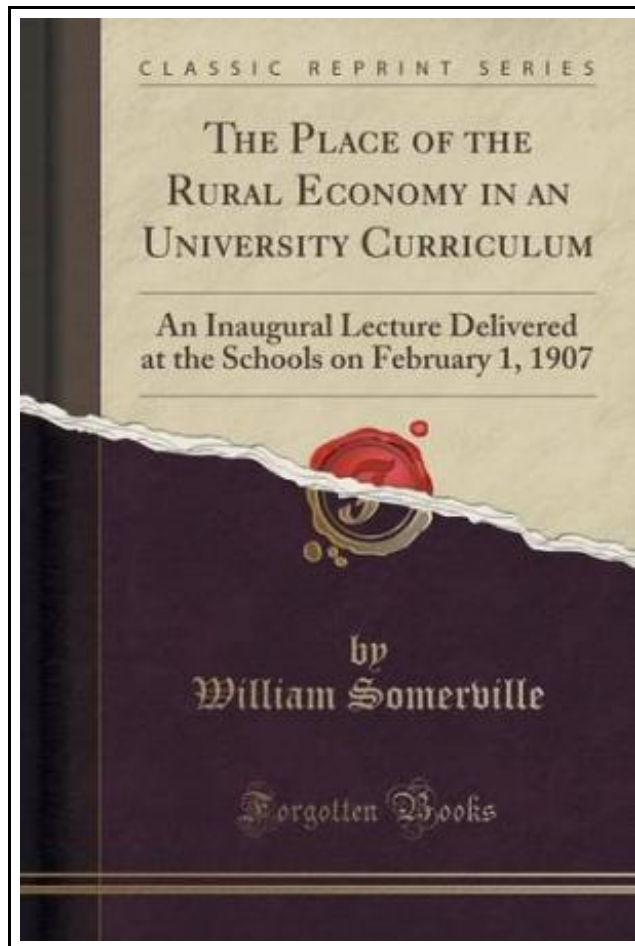 CLASSIC REPRINT SERIES
THE PLACE OF THE
RURAL ECONOMY IN AN
UNIVERSITY CURRICULUM
An Inaugural Lecture Delivered
at the Schools on February 1, 1907
by
William Somerville
Forgotten Books